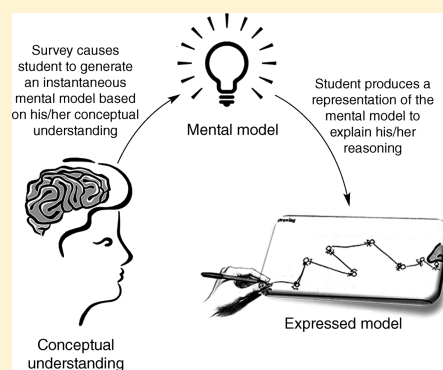 Survey causes
student to generate
an instantaneous
mental model based
on his/her conceptual
understanding
Mental model
Student produces a
representation of the
mental model to
explain his/her
reasoning
drawing
Expressed model
Conceptual
understanding